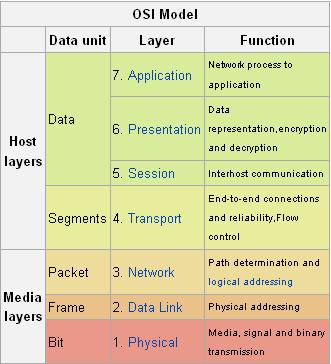 OSI Model
Data unit Layer Function
Host
layers
Data
7. Application
Network process to
application
6. Presentation
Data
representation,encryption
and decryption
5. Session
Interhost communication
Segments
4. Transport
End-to-end connections
and reliability,Flow
control
Media
layers
Packet
3. Network
Path determination and
logical addressing
Frame
2. Data Link
Physical addressing
Bit
1. Physical
Media, signal and binary
transmission